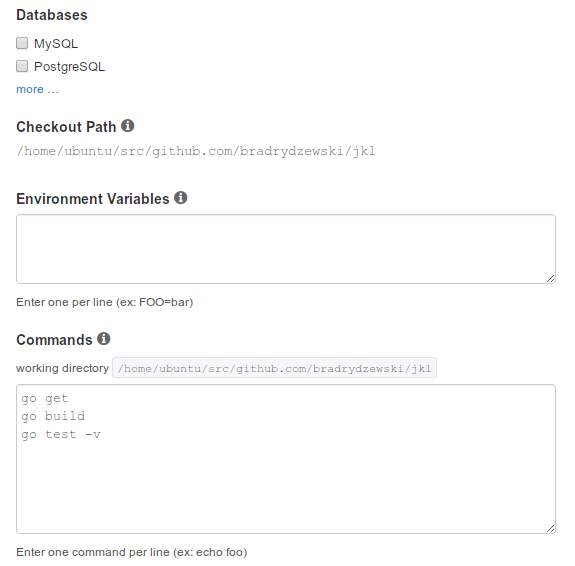 Databases
MySQL
PostgreSQL
more ...
Checkout Path
/home/ubuntu/src/github.com/bradrydzewski/jkl
Environment Variables
Enter one per line (ex: FOO=bar)
Commands
working directory /home/ubuntu/src/github.com/bradrydzewski/jkl
go get
go build
go test -v
Enter one command per line (ex: echo foo)